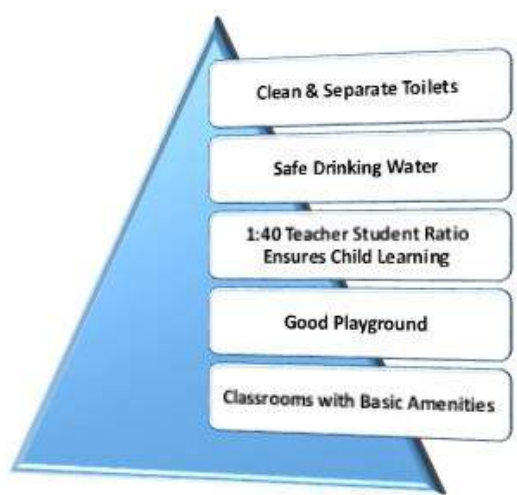 Clean & Separate Toilets
Safe Drinking Water
1:40 Teacher Student Ratio
Ensures Child Learning
Good Playground
Classrooms with Basic Amenities